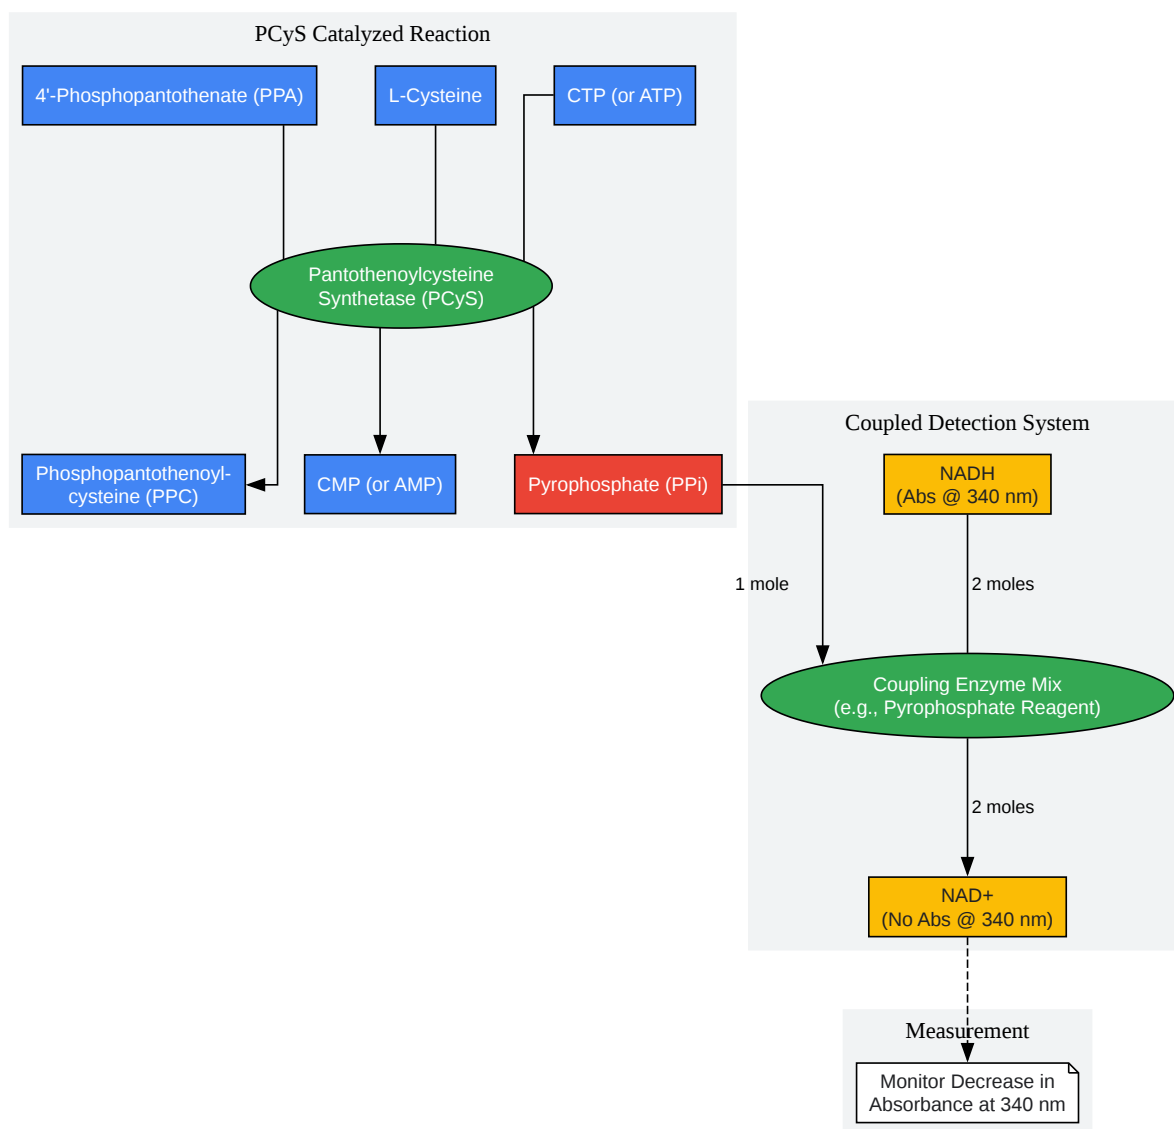 PCyS Catalyzed Reaction
4'-Phosphopantothenate (PPA)
L-Cysteine
CTP (or ATP)
Pantothenoylcysteine
Synthetase (PCyS)
Phosphopantothenoyl-
cysteine (PPC)
CMP (or AMP)
Pyrophosphate (PPi)
Coupled Detection System
NADH
(Abs @ 340 nm)
1 mole
2 moles
Coupling Enzyme Mix
(e.g., Pyrophosphate Reagent)
2 moles
NAD+
(No Abs @ 340 nm)
Measurement
Monitor Decrease in
Absorbance at 340 nm